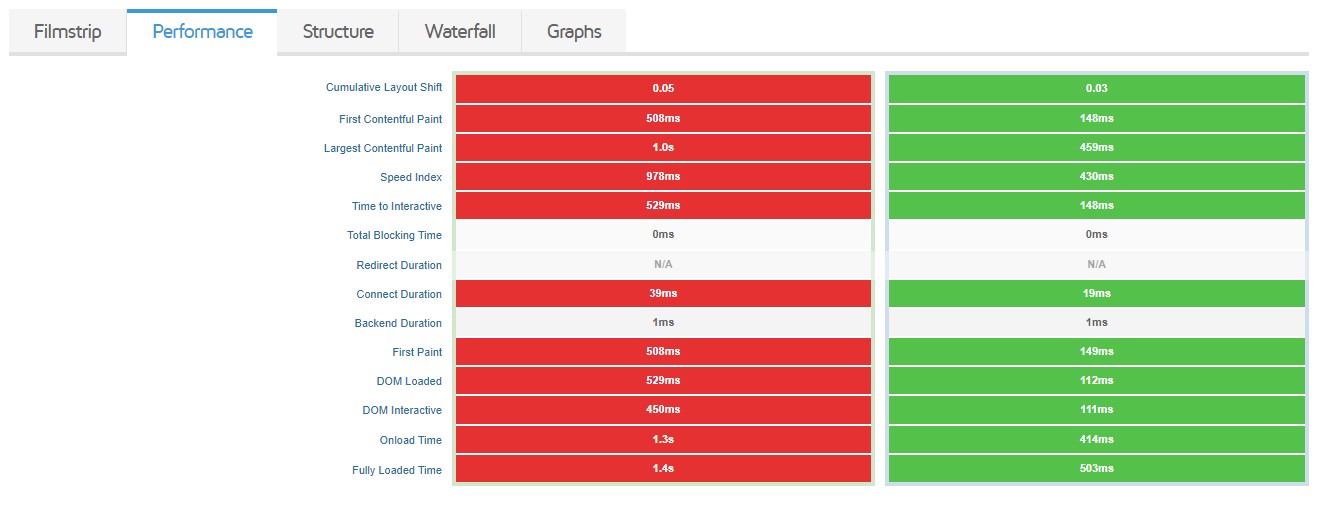 Filmstrip Performance Structure Waterfall Graphs
Cumulative Layout Shift 0.05 0.03
First Contentful Paint 508ms 148ms
Largest Contentful Paint 1.0s 459ms
Speed Index 978ms 430ms
Time to Interactive 529ms 148ms
Total Blocking Time 0ms 0ms
Redirect Duration N/A N/A
Connect Duration 39ms 19ms
Backend Duration 1ms 1ms
First Paint 508ms 149ms
DOM Loaded 529ms 112ms
DOM Interactive 450ms 111ms
Onload Time 1.3s 414ms
Fully Loaded Time 1.4s 503ms